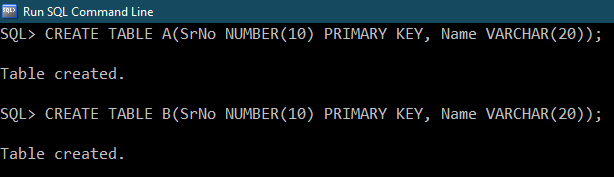 Run SQL Command Line
SQL> CREATE TABLE A(SrNo NUMBER(10) PRIMARY KEY, Name VARCHAR(20));
Table created.
SQL> CREATE TABLE B(SrNo NUMBER(10) PRIMARY KEY, Name VARCHAR(20));
Table created.